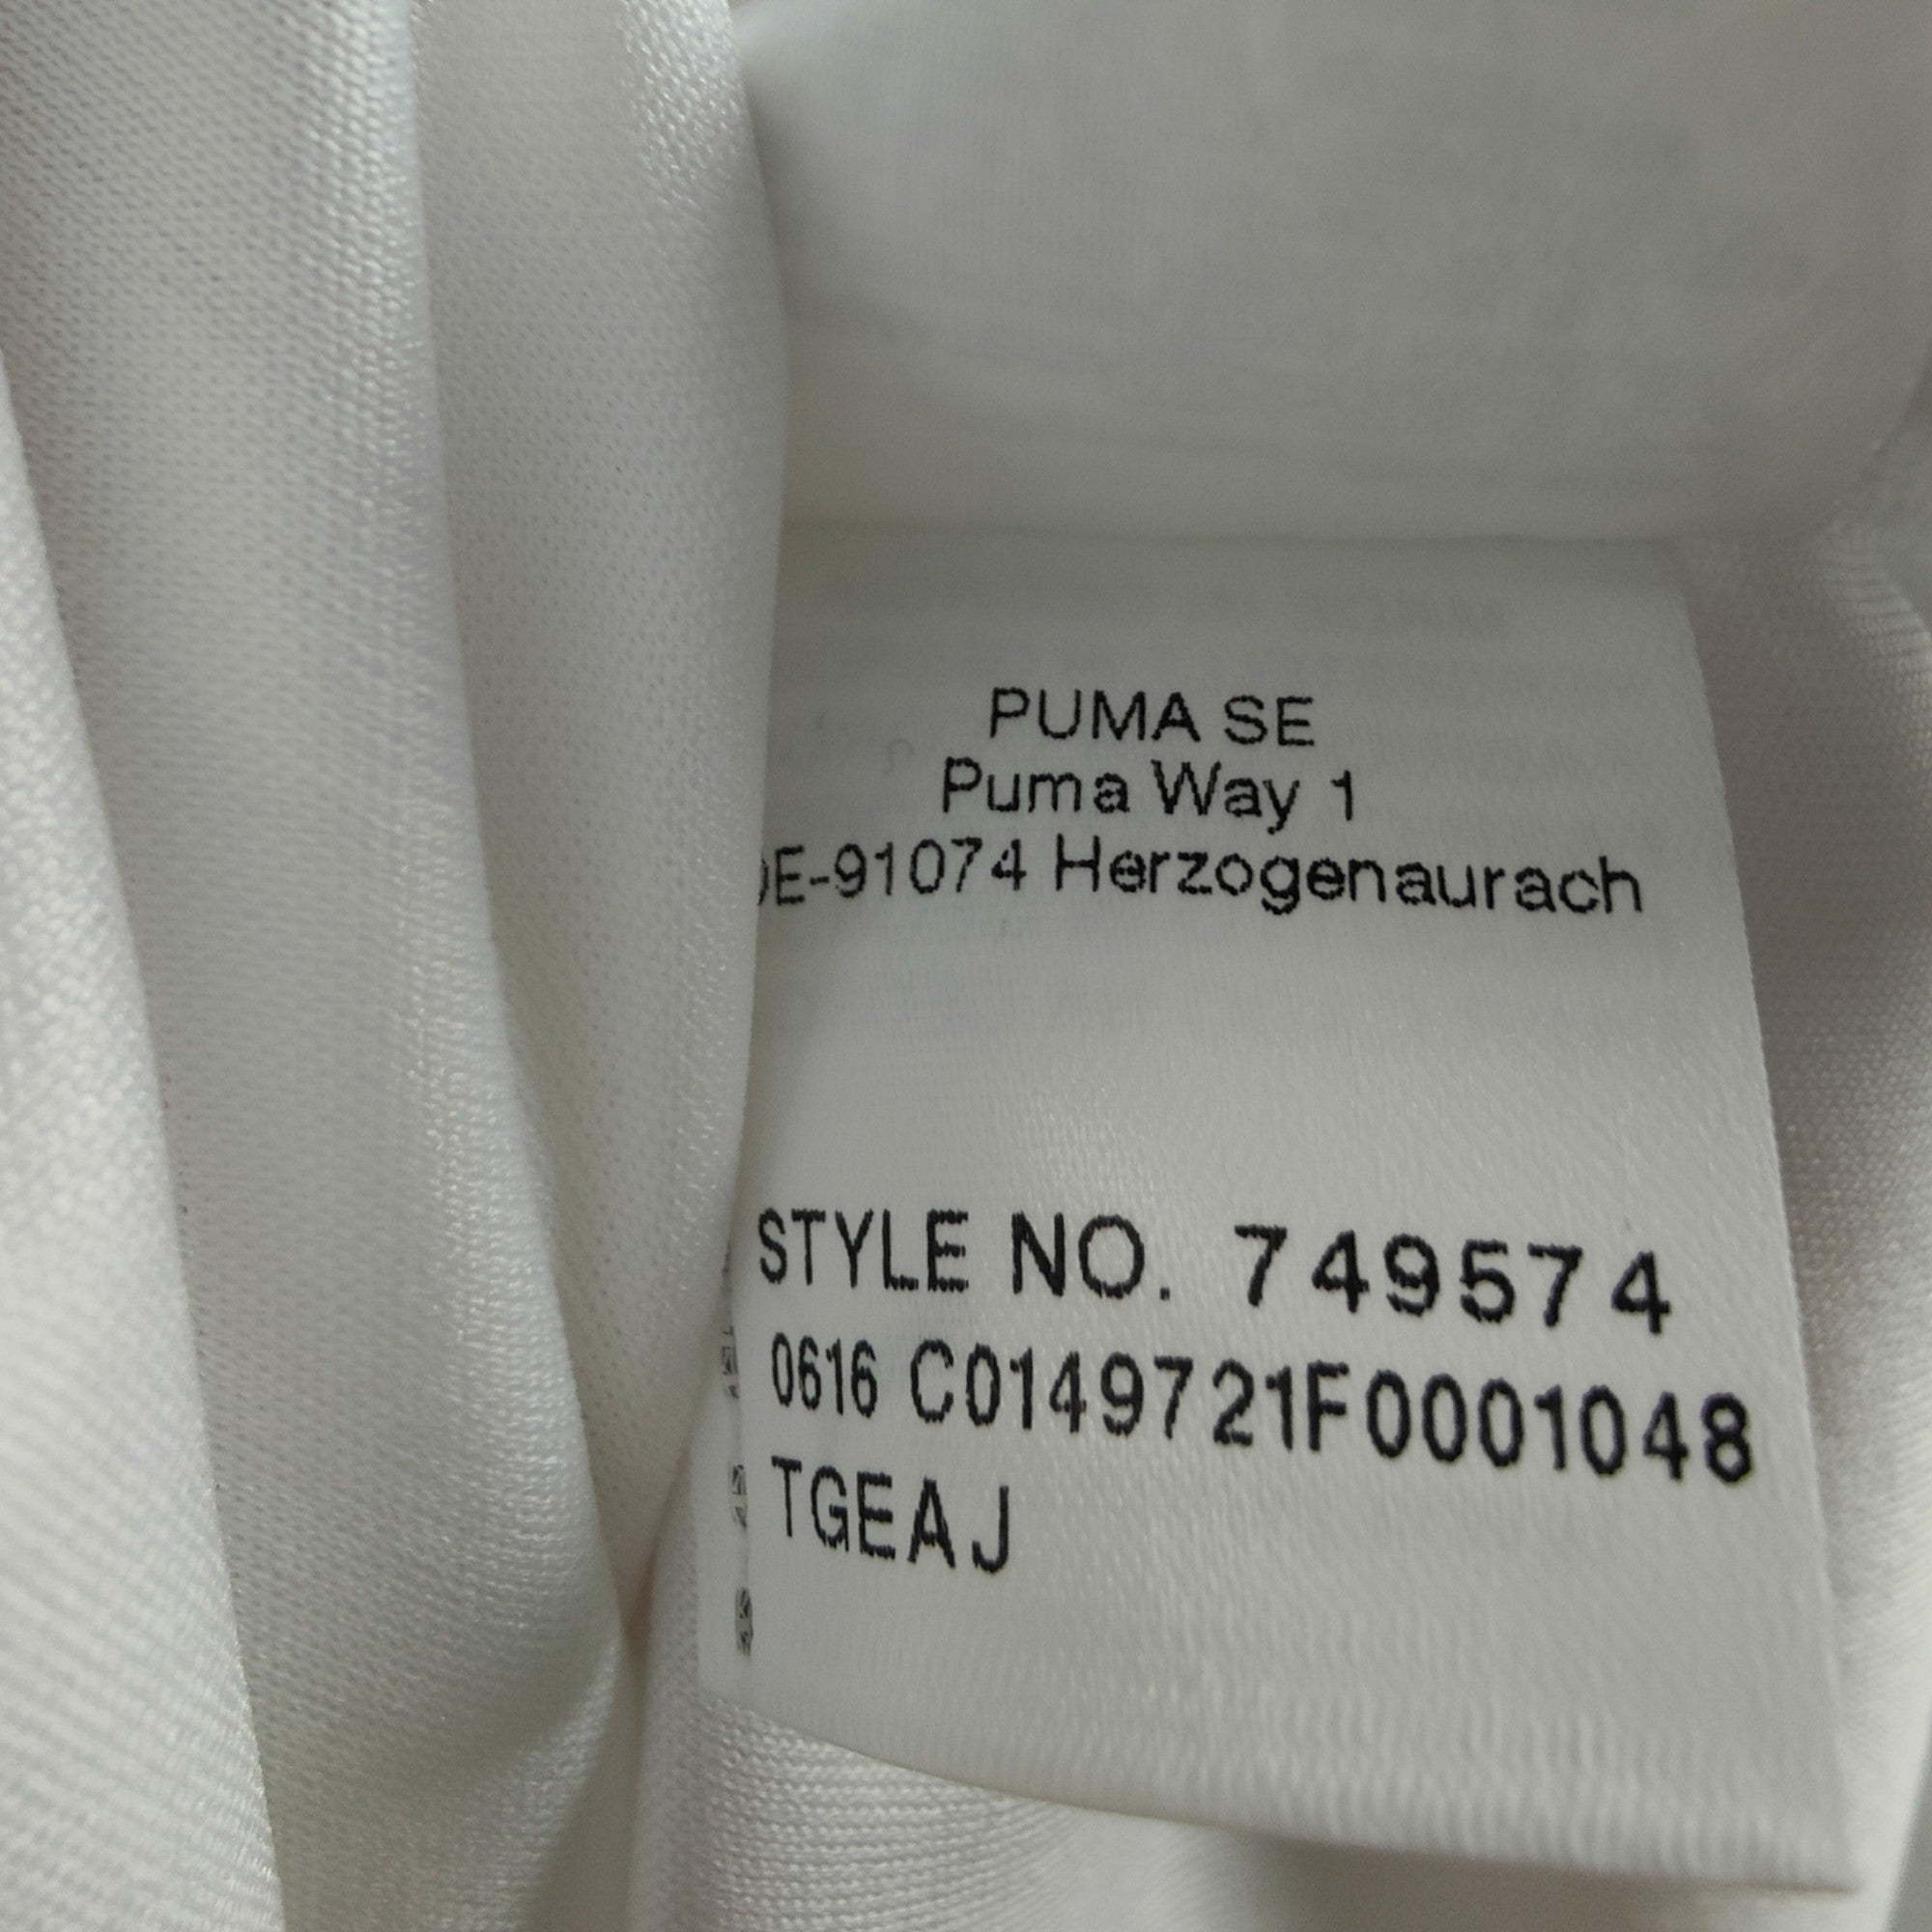 PUMA SE
Puma Way 1
DE-91074 Herzogenaurach
STYLE NO. 749574
0616 C0149721F0001048
TGEAJ